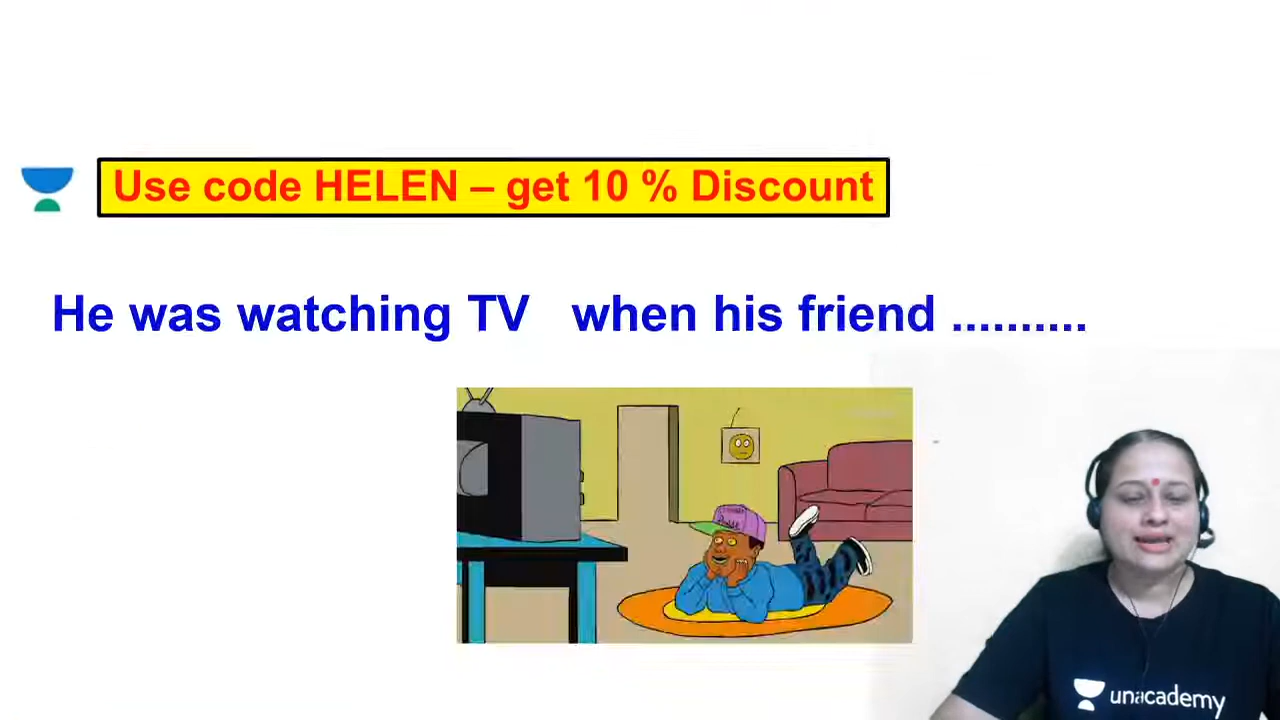 Use code HELEN – get 10 % Discount
He was watching TV when his friend ..........
unacademy